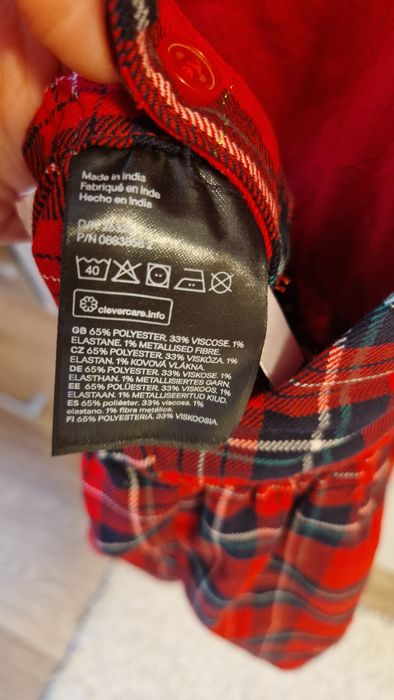 Made in India
Fabriqué en Inde
Hecho en India
P/N
40
clevercare.info
GB 65% POLYESTER. 33% VISCOSE. 1%
ELASTANE. 1% METALLISED FIBRE.
CZ 65% POLYESTER. 33% VISKÓZA. 1%
ELASTAN. 1% KOVOVÁ VLÁKNA.
DE 65% POLYESTER. 33% VISKOSE. 1%
ELASTHAN. 1% METALLISIERTES GARN.
EE 65% POLÜESTER. 33% VISKOOS. 1%
ELASTAAN. 1% METALLISEERITUD KIUD.
ES 65% poliéster. 33% viscosa. 1%
elastano. 1% fibra metálica.
FI 65% POLYESTERIÄ. 33% VISKOOSIA.